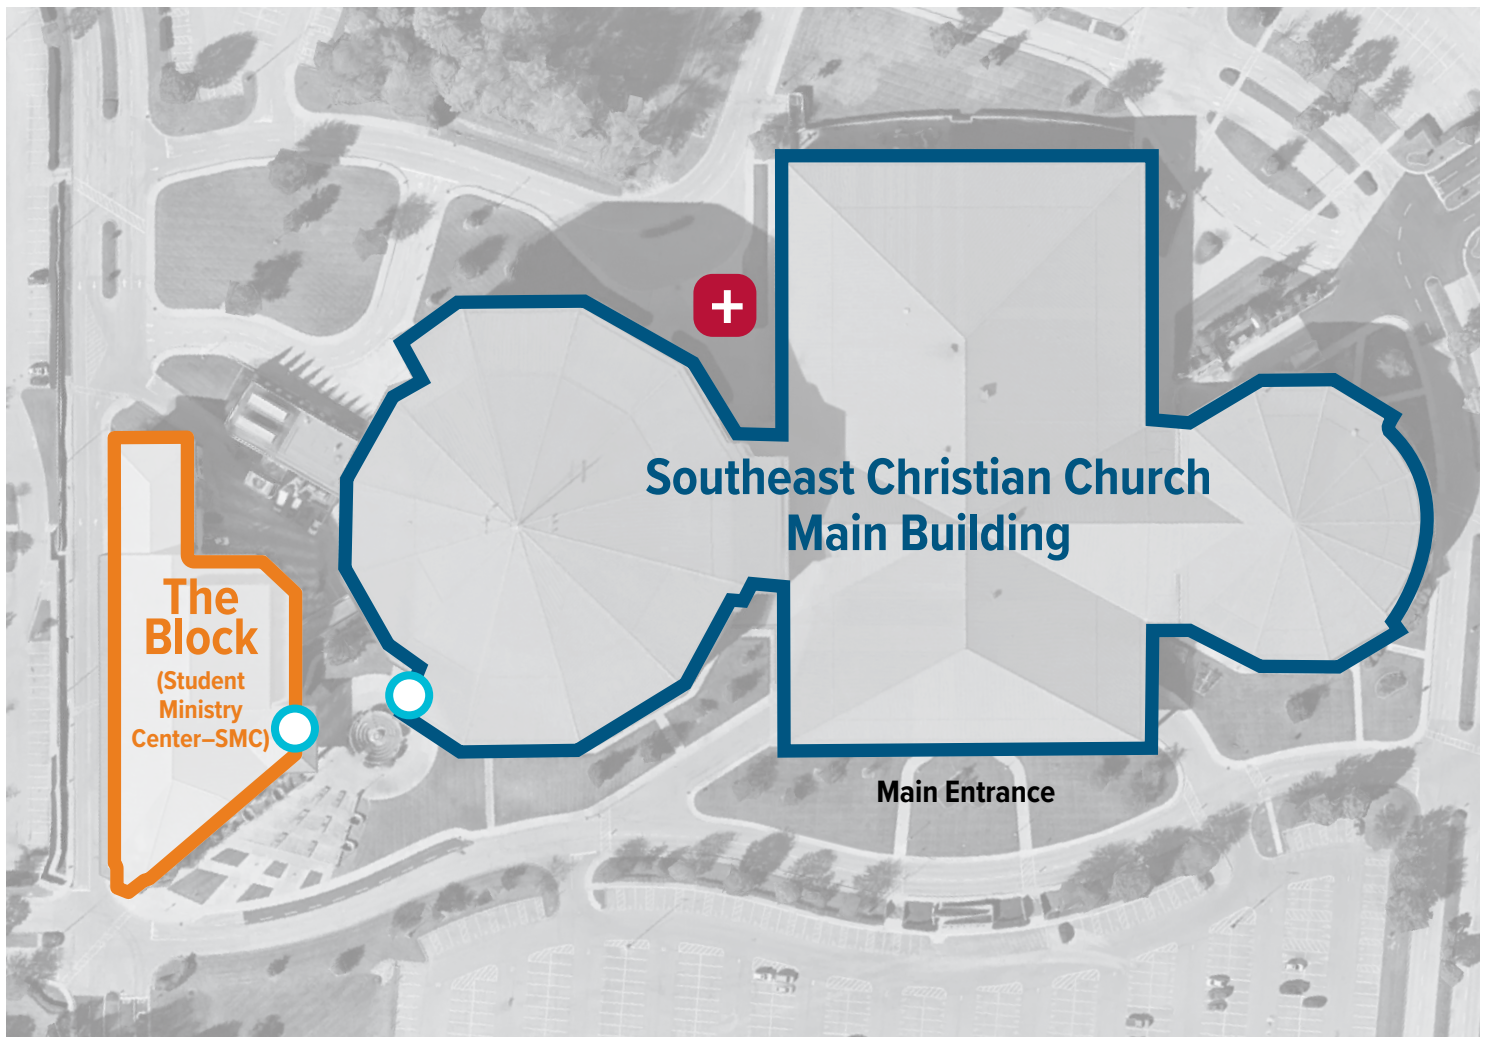 Southeast Christian Church
Main Building
The
Block
(Student
Ministry
Center–SMC)
Main Entrance